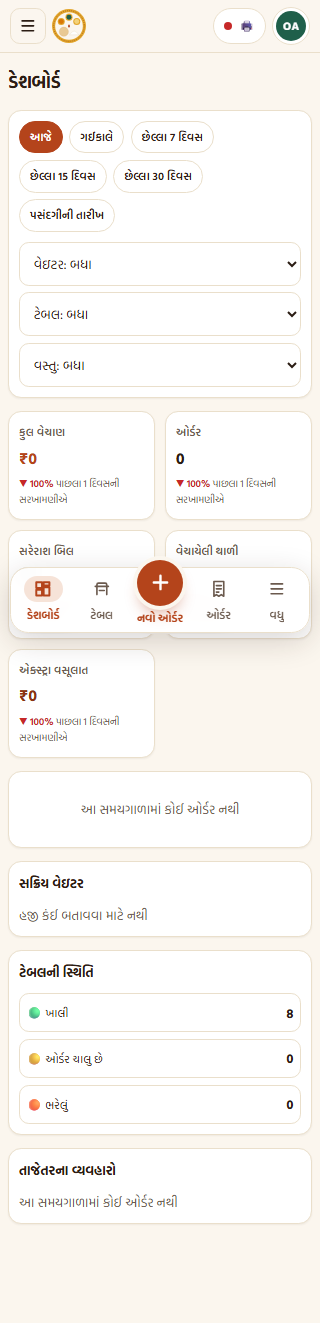 OA
ડેશબોર્ડ
આજે
ગઈકાલે
છેલ્લા 7 દિવસ
છેલ્લા 15 દિવસ
છેલ્લા 30 દિવસ
પસંદગીની તારીખ
વેઇટર: બધા
ટેબલ: બધા
વસ્તુ: બધા
કુલ વેચાણ
₹0
▼ 100% પાછલા 1 દિવસની
સરખામણીએ
ઓર્ડર
0
▼ 100% પાછલા 1 દિવસની
સરખામણીએ
સરેરાશ બિલ
વેચાયેલી થાળી
ડેશબોર્ડ
ટેબલ
નવો ઓર્ડર
ઓર્ડર
વધુ
એક્સ્ટ્રા વસૂલાત
₹0
▼ 100% પાછલા 1 દિવસની
સરખામણીએ
આ સમયગાળામાં કોઈ ઓર્ડર નથી
સક્રિય વેઇટર
હજી કંઈ બતાવવા માટે નથી
ટેબલની સ્થિતિ
ખાલી 8
ઓર્ડર ચાલુ છે 0
ભરેલું 0
તાજેતરના વ્યવહારો
આ સમયગાળામાં કોઈ ઓર્ડર નથી